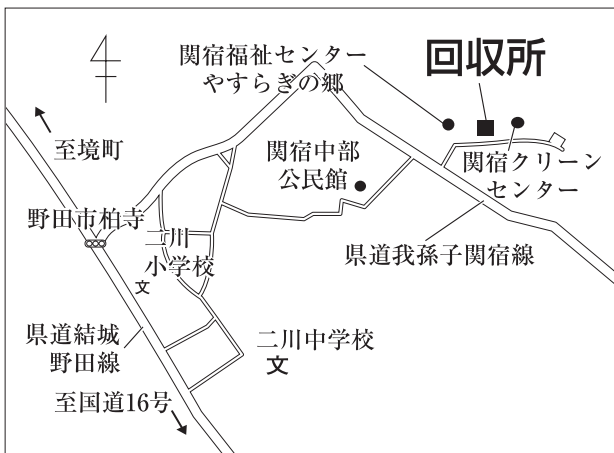 関宿福祉センター
やすらぎの郷
回収所
至境町
関宿中部
公民館
関宿クリーン
センター
野田市柏寺
二川
小学校
文
県道我孫子関宿線
県道結城
野田線
二川中学校
文
至国道16号